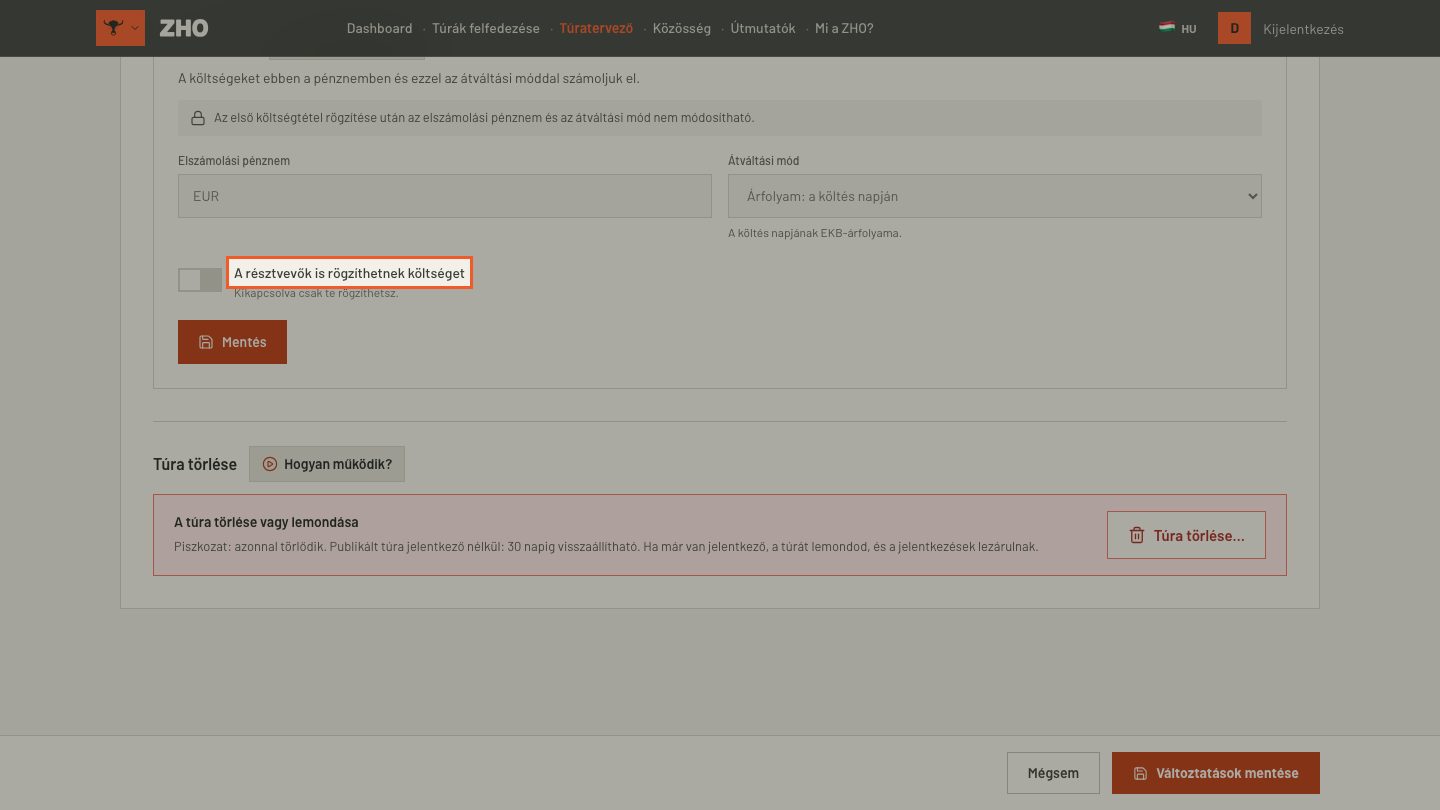 ZHO
Dashboard · Túrák felfedezése · Túratervező · Közösség · Útmutatók · Mi a ZHO?
HU
D
Kijelentkezés
A költségeket ebben a pénznemben és ezzel az átváltási móddal számoljuk el.
Az első költségtétel rögzítése után az elszámolási pénznem és az átváltási mód nem módosítható.
Elszámolási pénznem
Átváltási mód
EUR
Árfolyam: a költés napján
A költés napjának EKB-árfolyama.
A résztvevők is rögzíthetnek költséget
Kikapcsolva csak te rögzíthetsz.
Mentés
Túra törlése
Hogyan működik?
A túra törlése vagy lemondása
Piszkozat: azonnal törlődik. Publikált túra jelentkező nélkül: 30 napig visszaállítható. Ha már van jelentkező, a túrát lemondod, és a jelentkezések lezárulnak.
Túra törlése...
Mégsem
Változtatások mentése